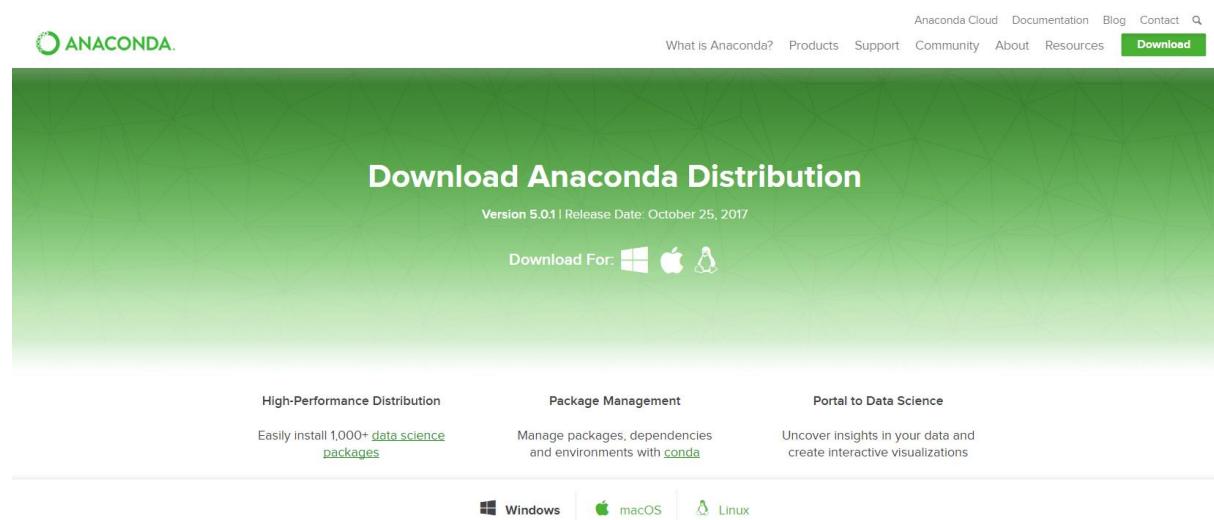 Anaconda Cloud Documentation Blog Contact
ANACONDA.
What is Anaconda? Products Support Community About Resources Download
Download Anaconda Distribution
Version 5.0.1 | Release Date: October 25, 2017
Download For:
High-Performance Distribution
Easily install 1,000+ data science
packages
Package Management
Manage packages, dependencies
and environments with conda
Portal to Data Science
Uncover insights in your data and
create interactive visualizations
Windows macOS Linux